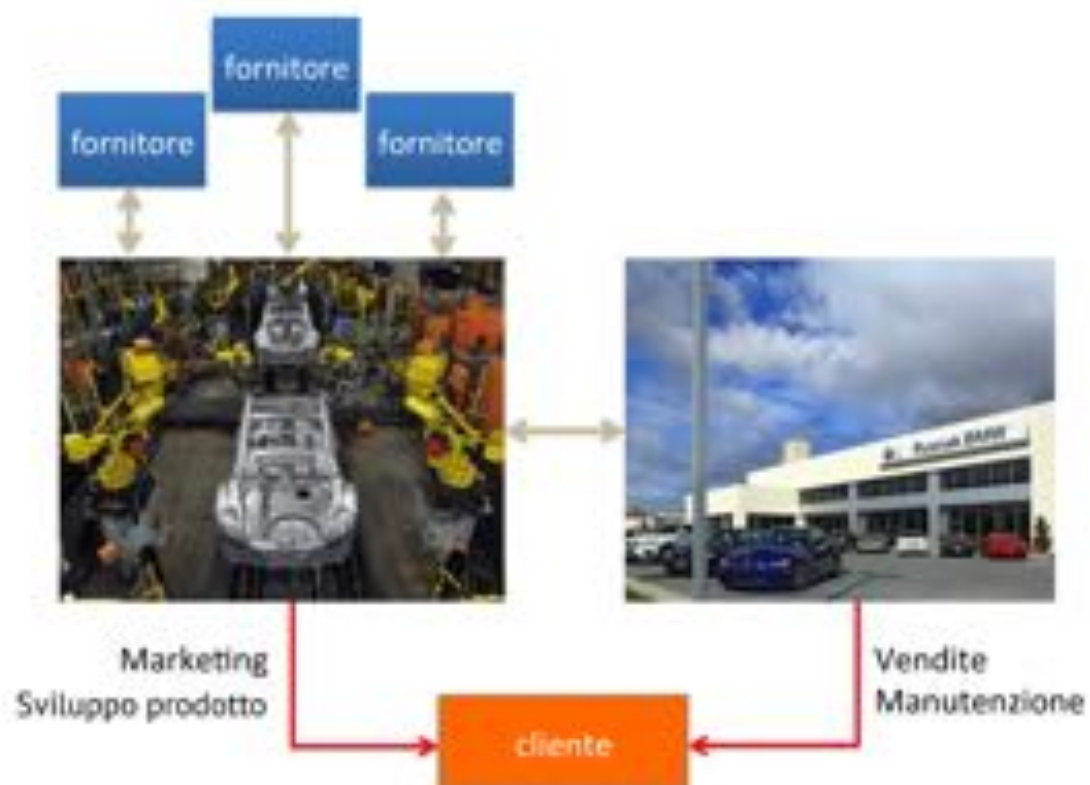 fornitore
fornitore
fornitore
Marketing
Sviluppo prodotto
Vendite
Manutenzione
cliente